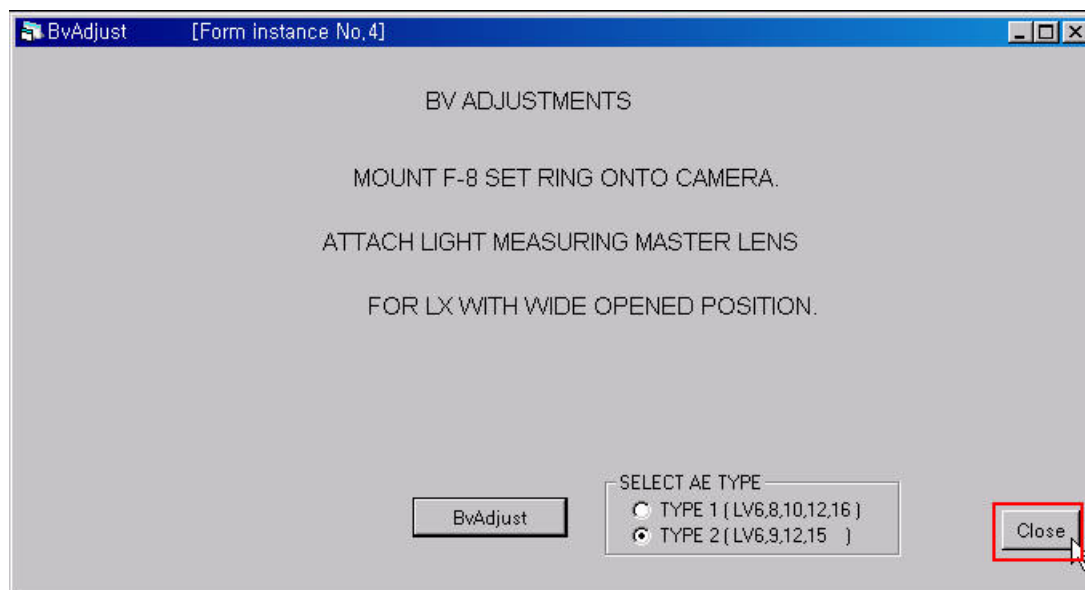 BvAdjust [Form instance No,4]
BV ADJUSTMENTS
MOUNT F-8 SET RING ONTO CAMERA.
ATTACH LIGHT MEASURING MASTER LENS
FOR LX WITH WIDE OPENED POSITION.
SELECT AE TYPE
TYPE 1 ( LV6,8,10,12,16 )
TYPE 2 ( LV6,9,12,15 )
BvAdjust
Close